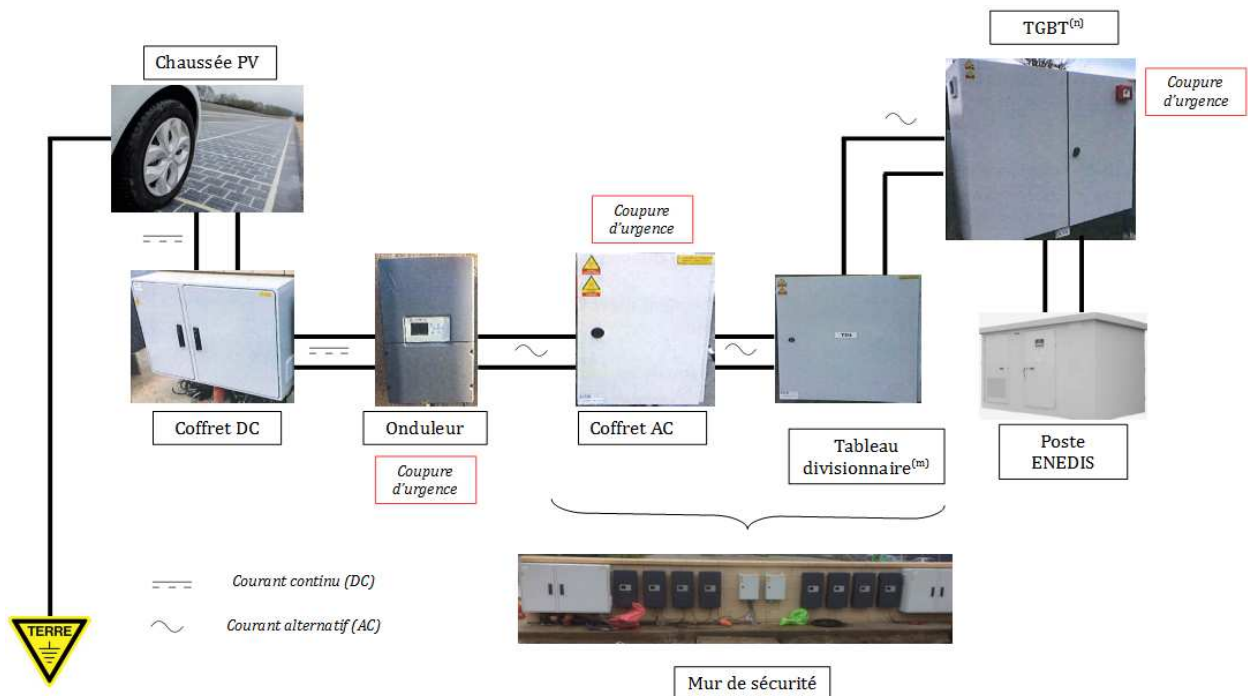 TGBT(n)
Chaussée PV
Coupure
d'urgence
Coupure
d'urgence
Coffret DC
Onduleur
Coffret AC
Tableau
divisionnaire(m)
Poste
ENEDIS
Coupure
d'urgence
Courant continu (DC)
Courant alternatif (AC)
TERRE
Mur de sécurité